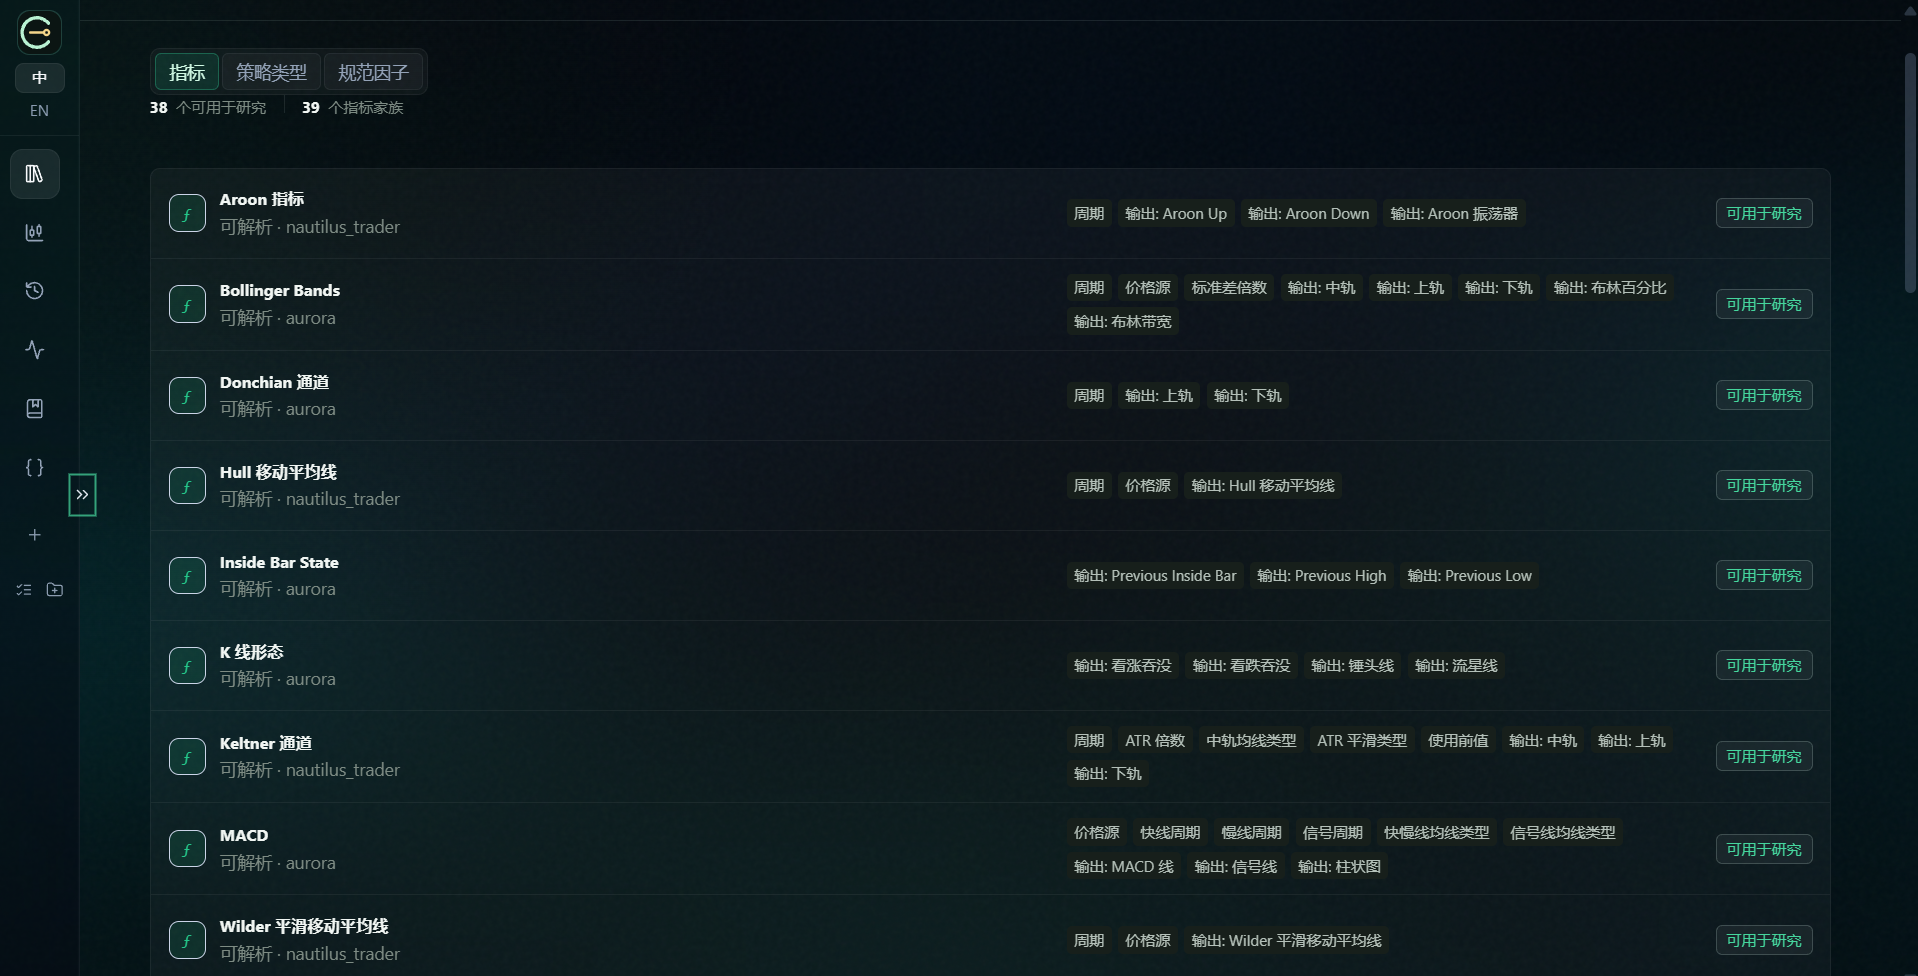 中
EN
指标 策略类型 规范因子
38 个可用于研究 39 个指标家族
Aroon 指标
可解析 · nautilus_trader
周期 输出: Aroon Up 输出: Aroon Down 输出: Aroon 振荡器
可用于研究
Bollinger Bands
可解析 · aurora
周期 价格源 标准差倍数 输出: 中轨 输出: 上轨 输出: 下轨 输出: 布林百分比
输出: 布林带宽
可用于研究
Donchian 通道
可解析 · aurora
周期 输出: 上轨 输出: 下轨
可用于研究
Hull 移动平均线
可解析 · nautilus_trader
周期 价格源 输出: Hull 移动平均线
可用于研究
Inside Bar State
可解析 · aurora
输出: Previous Inside Bar 输出: Previous High 输出: Previous Low
可用于研究
K 线形态
可解析 · aurora
输出: 看涨吞没 输出: 看跌吞没 输出: 锤头线 输出: 流星线
可用于研究
Keltner 通道
可解析 · nautilus_trader
周期 ATR 倍数 中轨均线类型 ATR 平滑类型 使用前值 输出: 中轨 输出: 上轨
输出: 下轨
可用于研究
MACD
可解析 · aurora
价格源 快线周期 慢线周期 信号周期 快慢线均线类型 信号线均线类型
输出: MACD 线 输出: 信号线 输出: 柱状图
可用于研究
Wilder 平滑移动平均线
可解析 · nautilus_trader
周期 价格源 输出: Wilder 平滑移动平均线
可用于研究